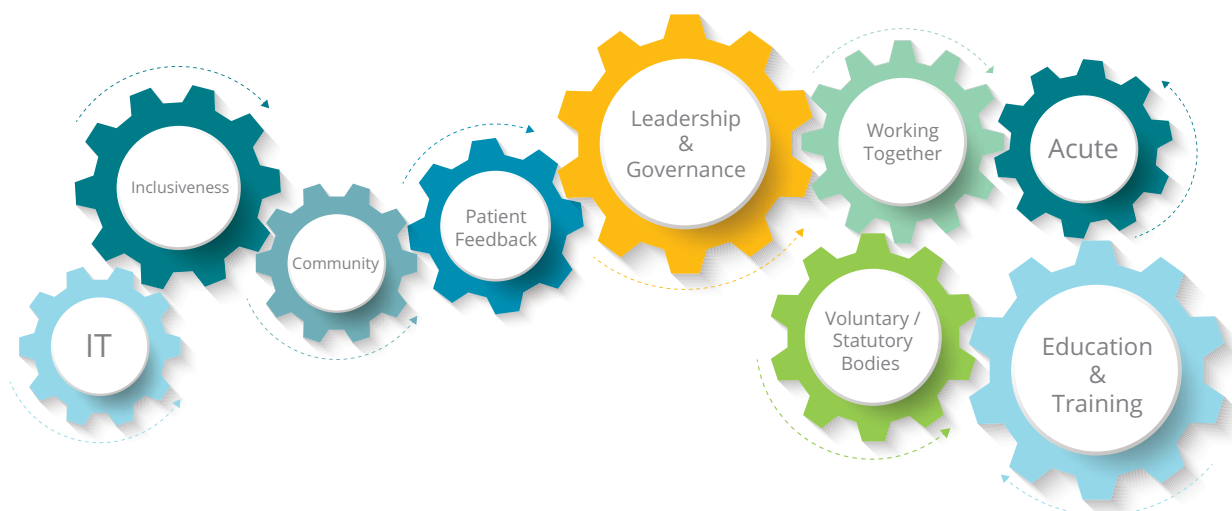 Inclusiveness
IT
Community
Patient
Feedback
Leadership
&
Governance
Working
Together
Acute
Voluntary /
Statutory
Bodies
Education
&
Training